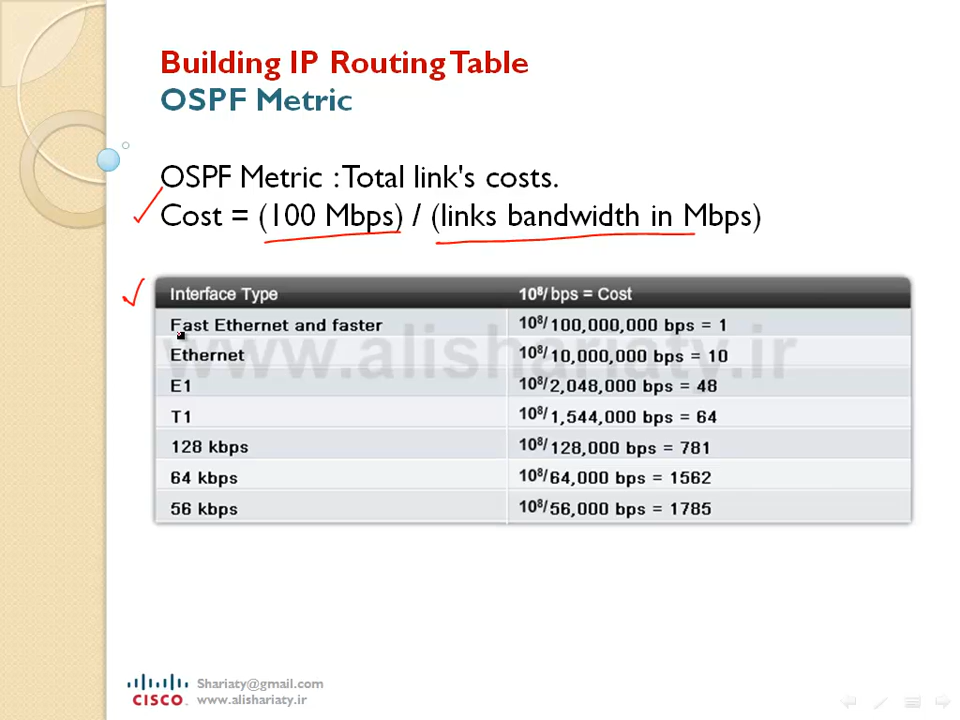 Building IP Routing Table
OSPF Metric
OSPF Metric : Total link's costs.
Cost = (100 Mbps) / (links bandwidth in Mbps)
Interface Type 10⁸/ bps = Cost
Fast Ethernet and faster 10⁸/100,000,000 bps = 1
Ethernet 10⁸/10,000,000 bps = 10
www.alishariaty.ir
E1 10⁸/2,048,000 bps = 48
T1 10⁸/1,544,000 bps = 64
128 kbps 10⁸/128,000 bps = 781
64 kbps 10⁸/64,000 bps = 1562
56 kbps 10⁸/56,000 bps = 1785
CISCO
Shariaty@gmail.com
www.alishariaty.ir